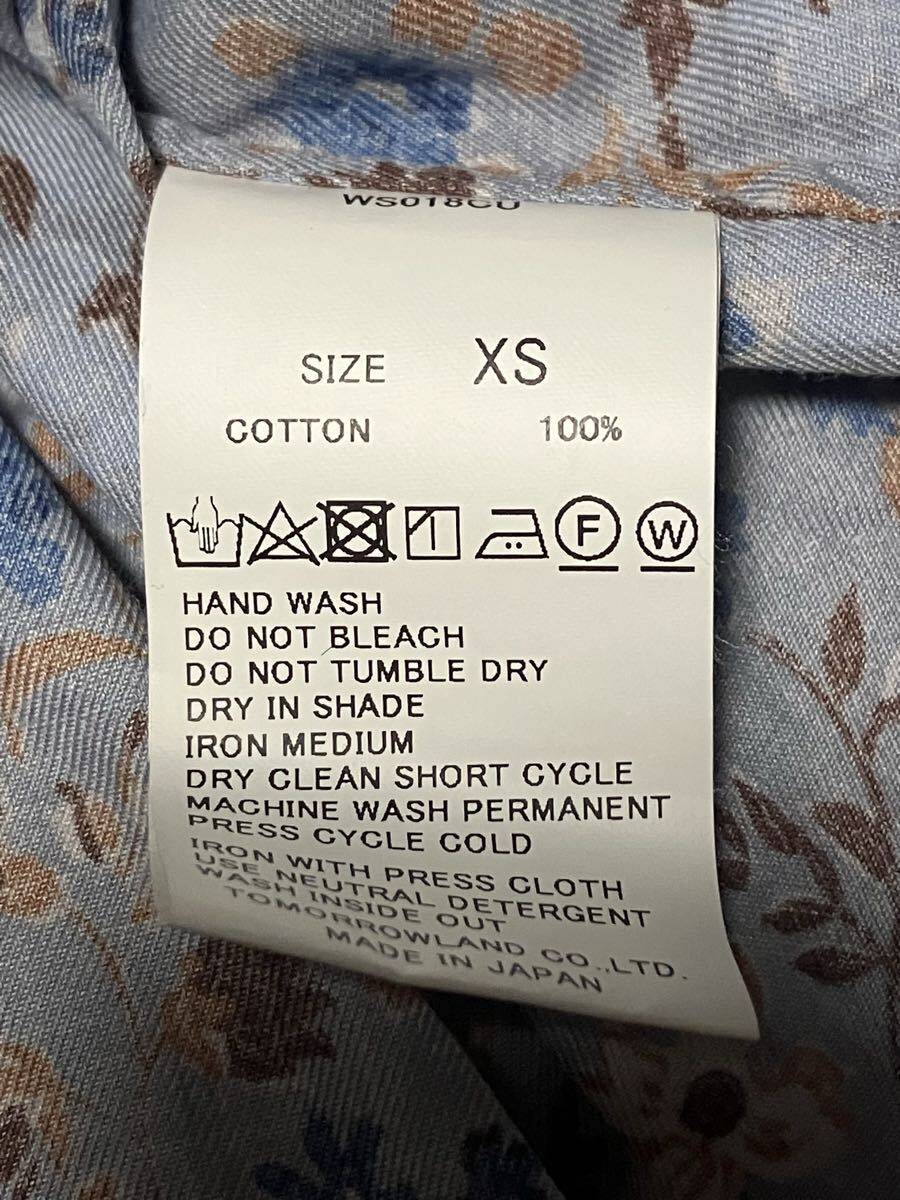 WS018CU
SIZE XS
COTTON 100%
F W
HAND WASH
DO NOT BLEACH
DO NOT TUMBLE DRY
DRY IN SHADE
IRON MEDIUM
DRY CLEAN SHORT CYCLE
MACHINE WASH PERMANENT
PRESS CYCLE COLD
IRON WITH PRESS CLOTH
USE NEUTRAL DETERGENT
WASH INSIDE OUT
TOMORROWLAND CO.,LTD.
MADE IN JAPAN